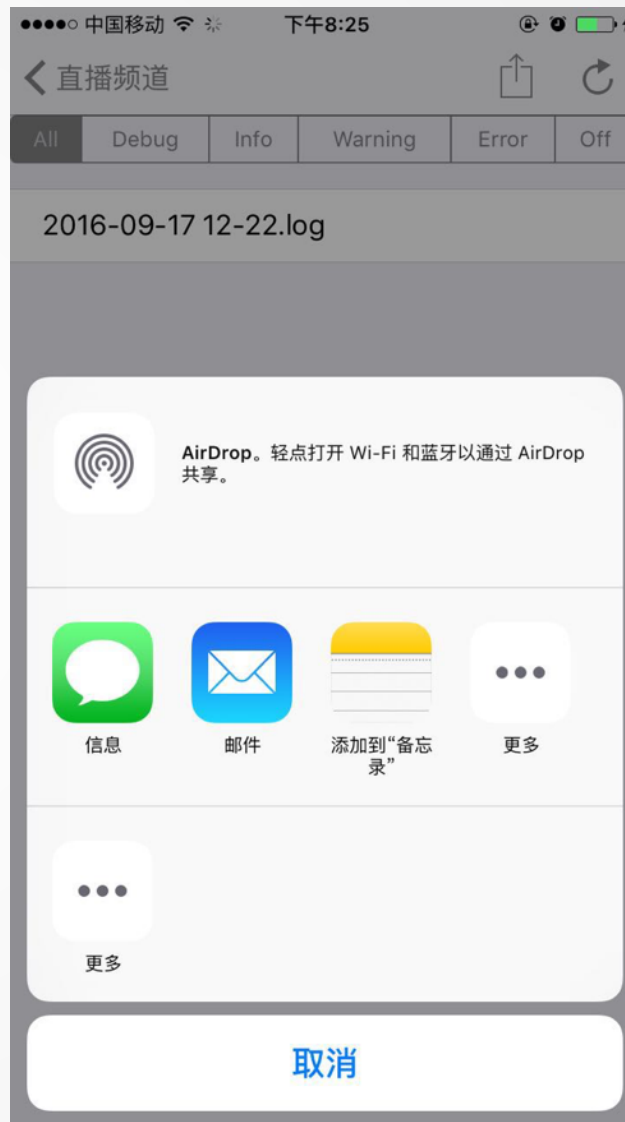 中国移动 下午8:25
直播频道
All Debug Info Warning Error Off
2016-09-17 12-22.log
AirDrop。轻点打开 Wi-Fi 和蓝牙以通过 AirDrop
共享。
信息 邮件 添加到“备忘 更多
录”
更多
取消